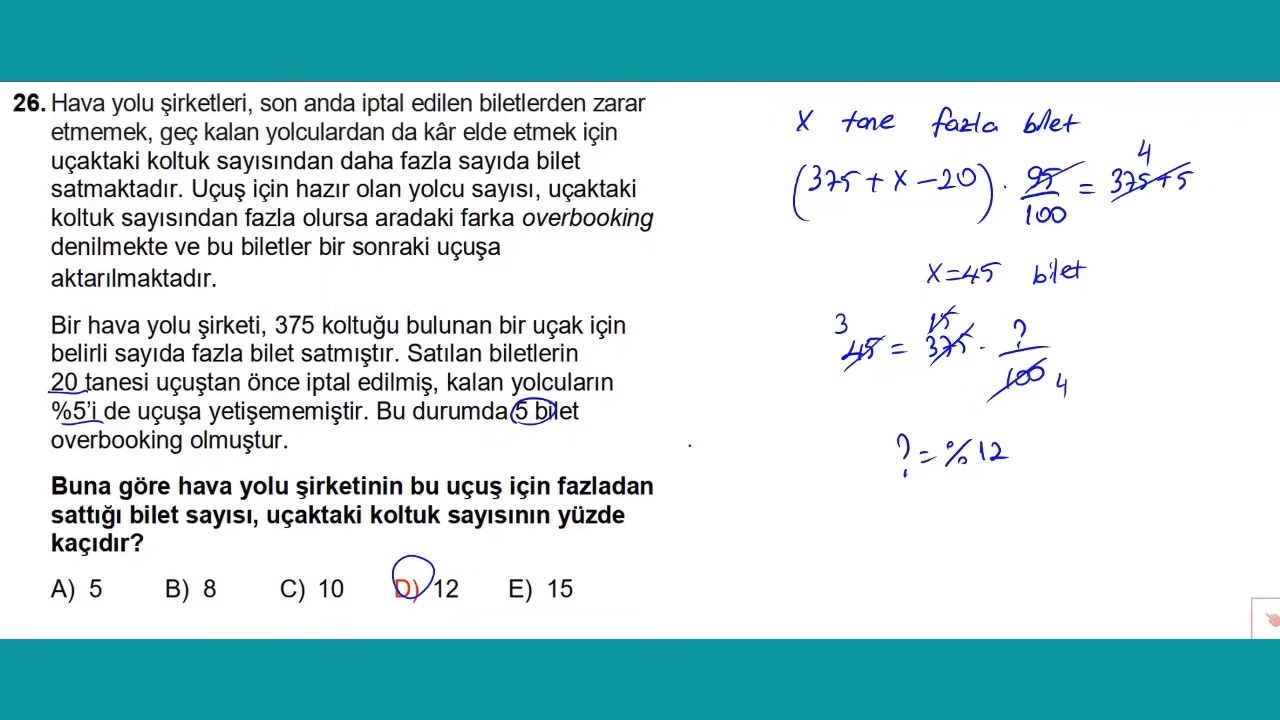 26. Hava yolu şirketleri, son anda iptal edilen biletlerden zarar
etmemek, geç kalan yolculardan da kâr elde etmek için
uçaktaki koltuk sayısından daha fazla sayıda bilet
satmaktadır. Uçuş için hazır olan yolcu sayısı, uçaktaki
koltuk sayısından fazla olursa aradaki farka overbooking
denilmekte ve bu biletler bir sonraki uçuşa
aktarılmaktadır.
Bir hava yolu şirketi, 375 koltuğu bulunan bir uçak için
belirli sayıda fazla bilet satmıştır. Satılan biletlerin
20 tanesi uçuştan önce iptal edilmiş, kalan yolcuların
%5'i de uçuşa yetişememiştir. Bu durumda 5 bilet
overbooking olmuştur.
Buna göre hava yolu şirketinin bu uçuş için fazladan
sattığı bilet sayısı, uçaktaki koltuk sayısının yüzde
kaçıdır?
A) 5 B) 8 C) 10 D) 12 E) 15
x tane fazla bilet
4
(375 + x - 20) . 95/100 = 375+5
x=45 bilet
3 15
45 = 375 . ?/100 4
? = %12